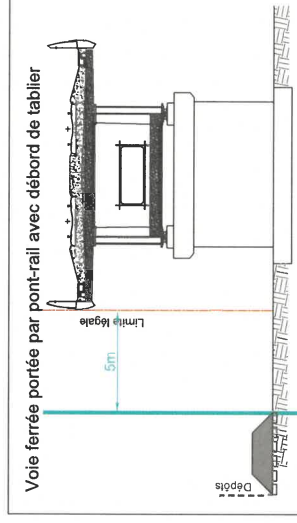 Voie ferrée portée par pont-rail avec débord de tablier
Limite légale
5m
Dépôts